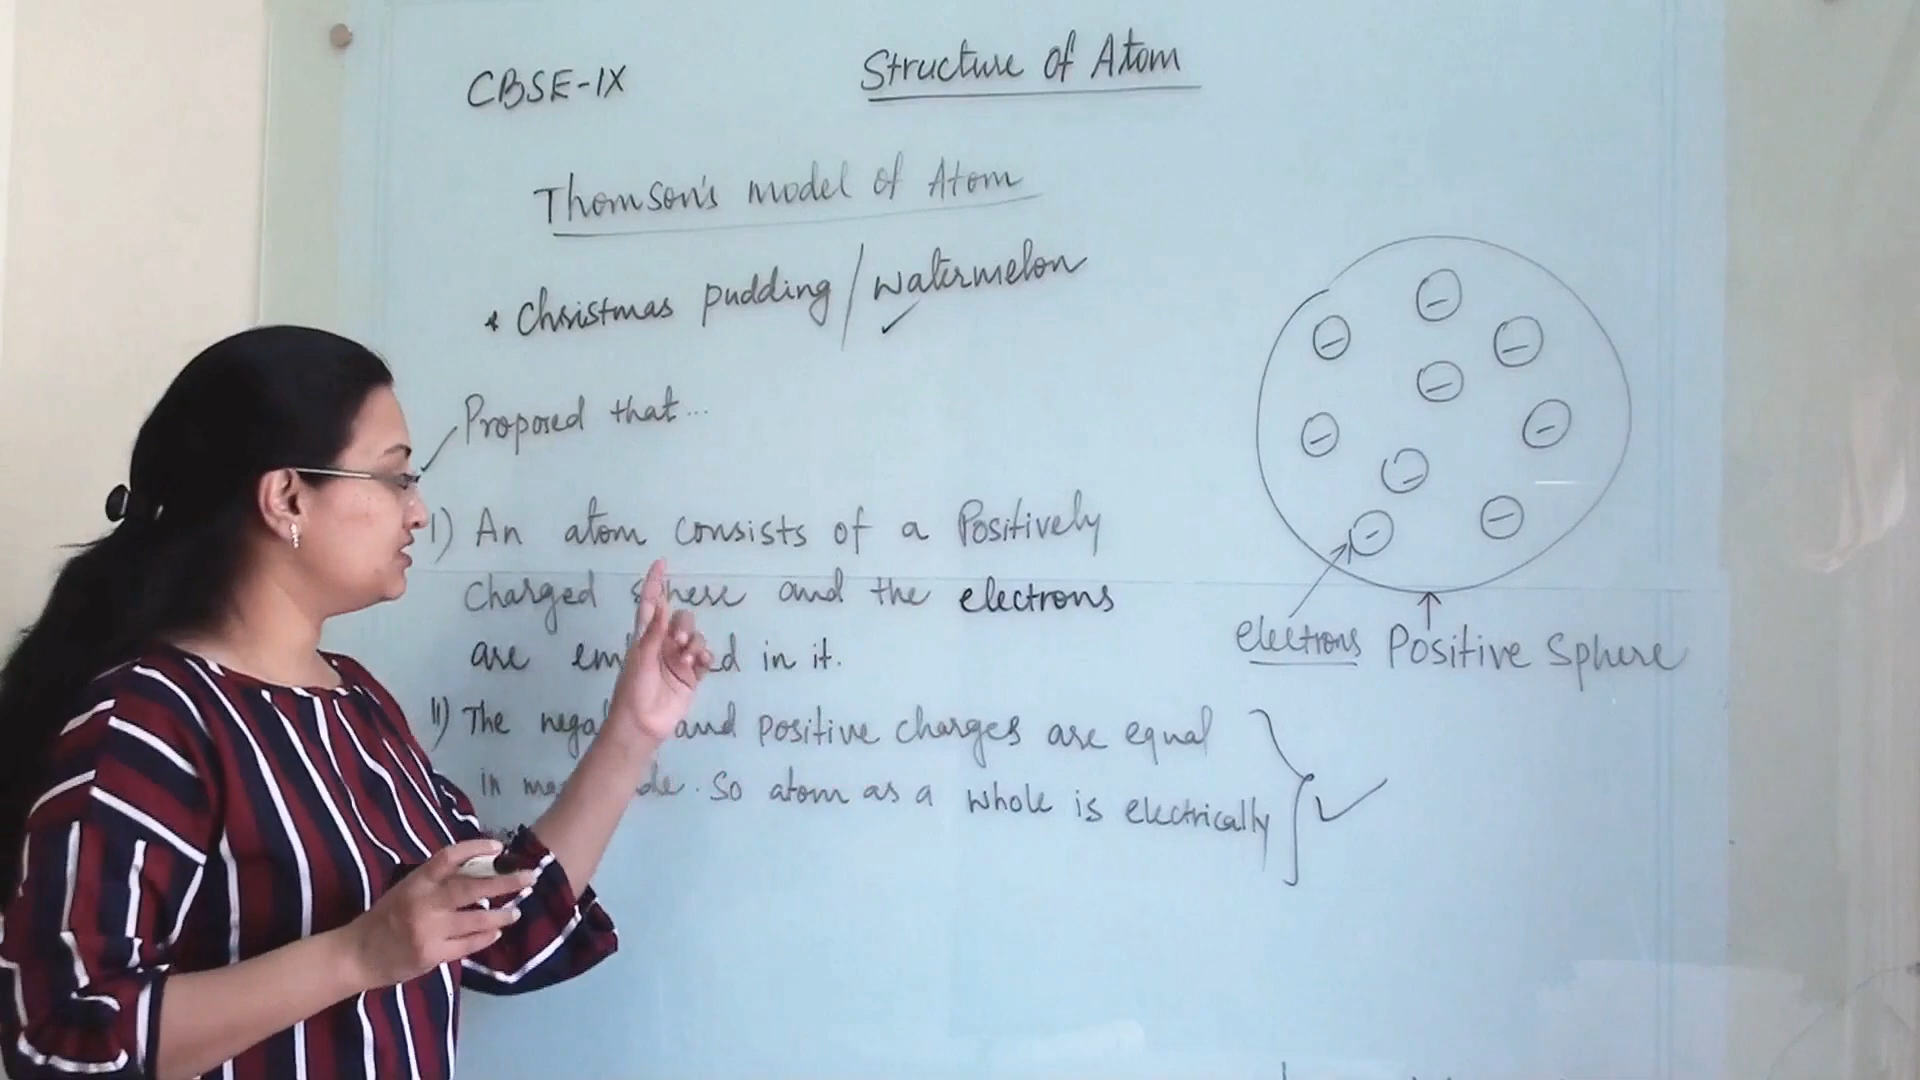 CBSE-IX
Structure of Atom
Thomson's model of Atom
* Christmas pudding / watermelon
Proposed that...
I) An atom consists of a Positively
charged sphere and the electrons
are in it.
II) The and positive charges are equal
in . So atom as a whole is electrically
electrons
Positive Sphere